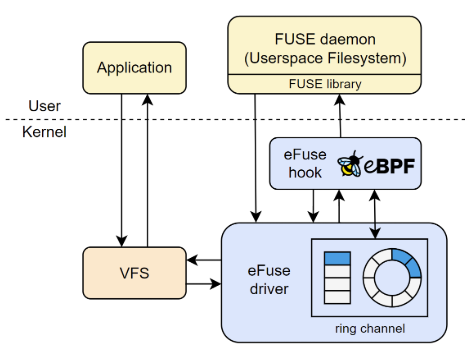 FUSE daemon
(Userspace Filesystem)
Application
FUSE library
User
Kernel
eFuse
hook
eBPF
VFS
eFuse
driver
ring channel